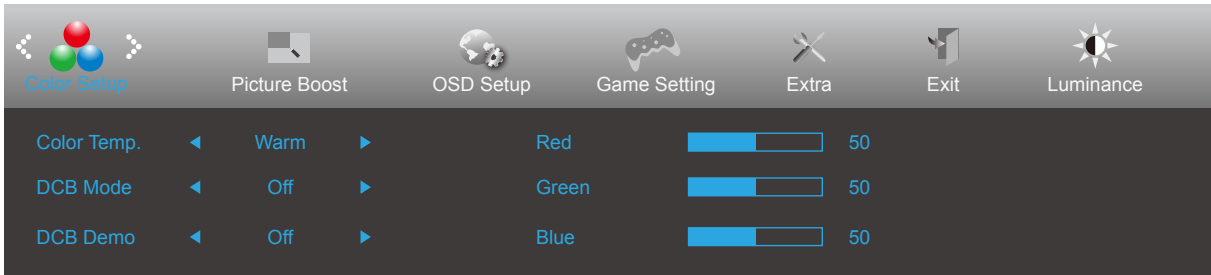 Color Setup Picture Boost OSD Setup Game Setting Extra Exit Luminance
Color Temp. Warm Red 50
DCB Mode Off Green 50
DCB Demo Off Blue 50